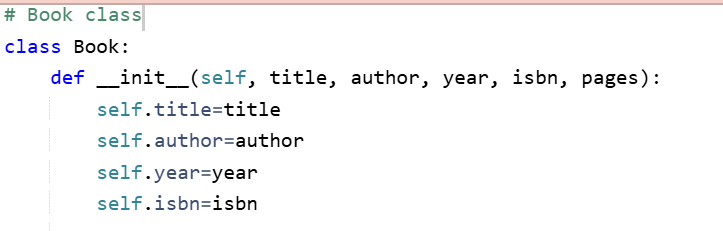 # Book class
class Book:
    def __init__(self, title, author, year, isbn, pages):
        self.title=title
        self.author=author
        self.year=year
        self.isbn=isbn